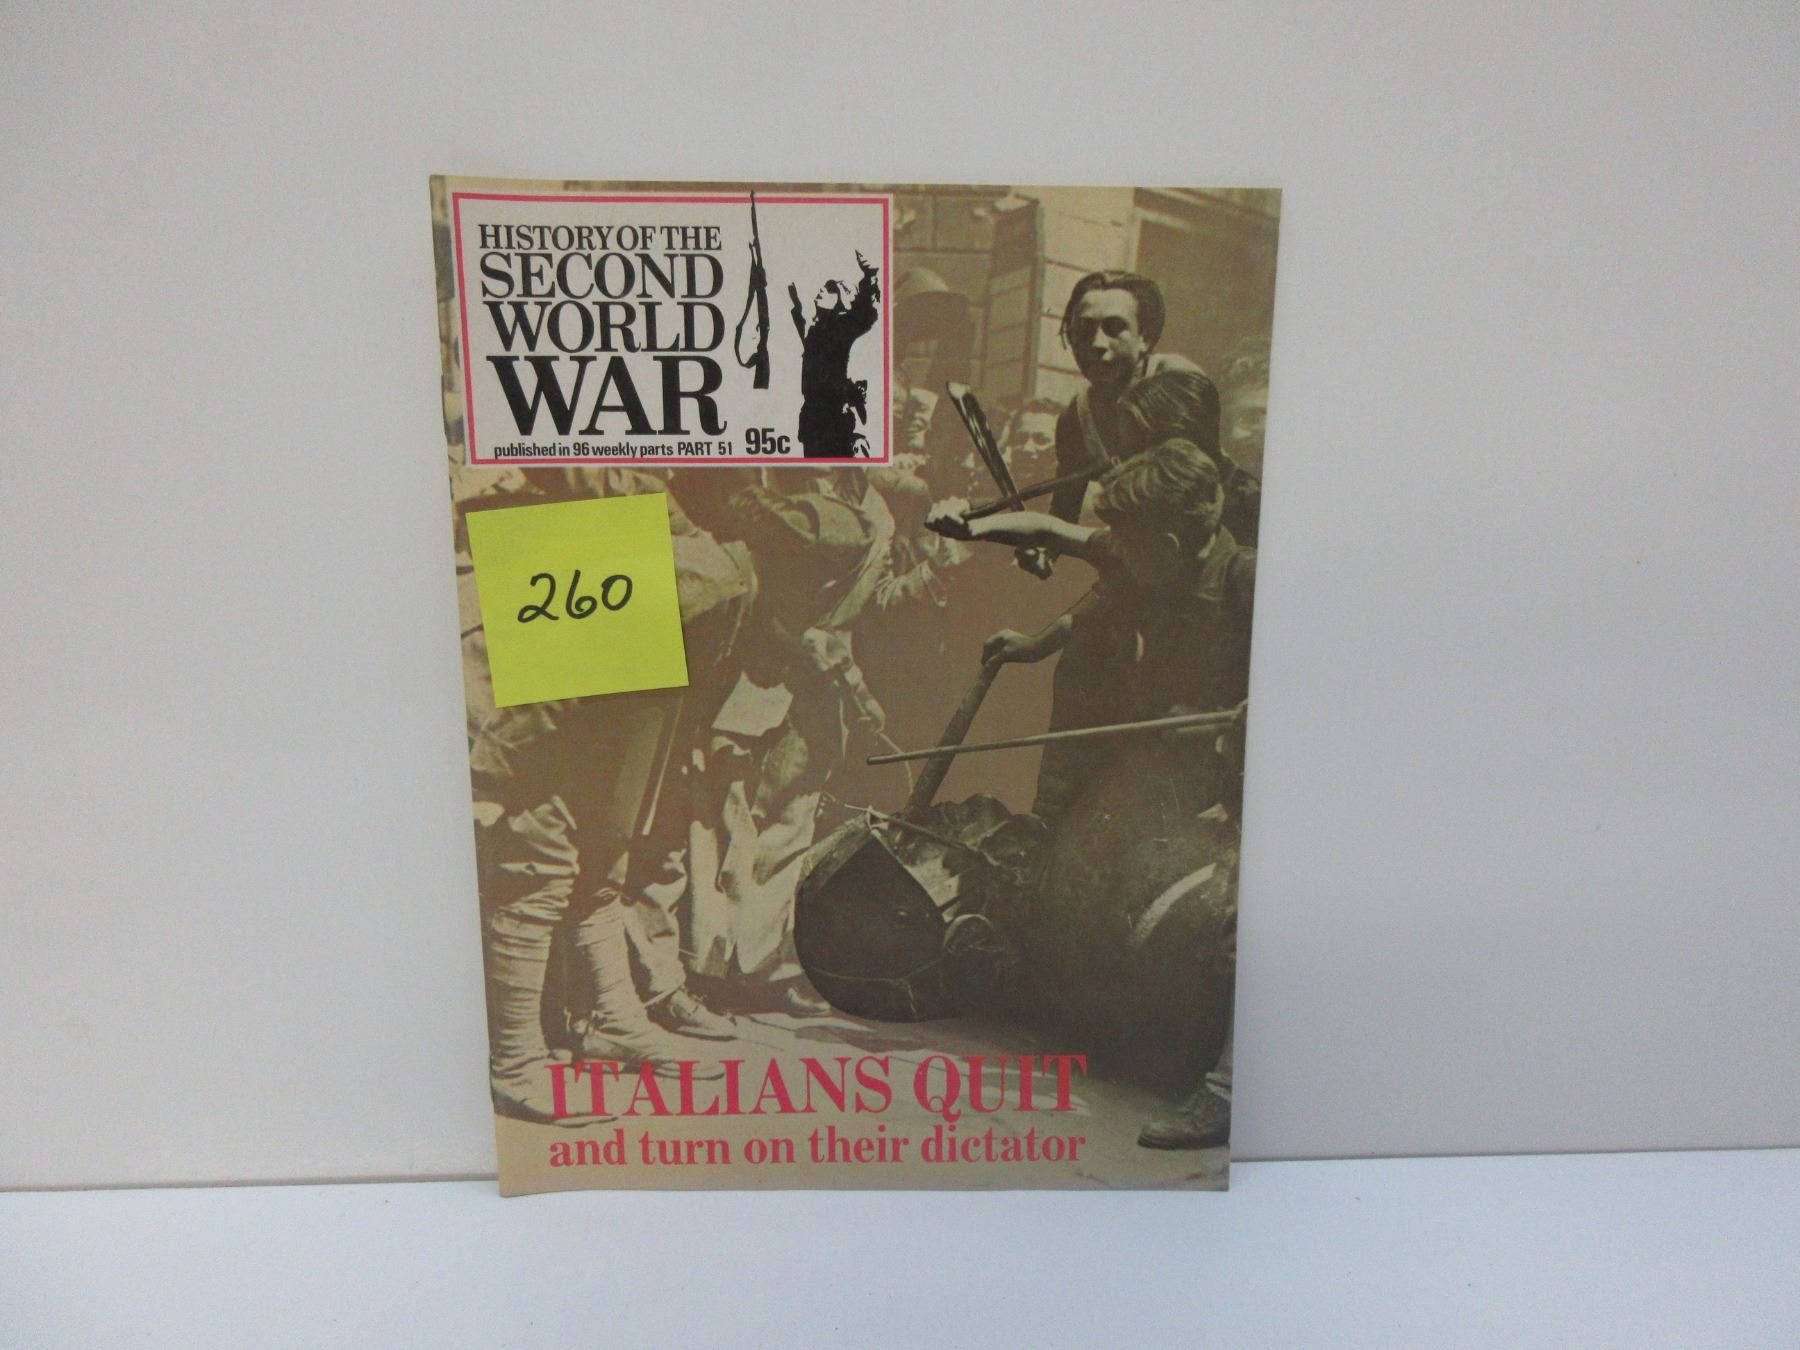 HISTORY OF THE
SECOND
WORLD
WAR
published in 96 weekly parts PART 51 95c
260
ITALIANS QUIT
and turn on their dictator